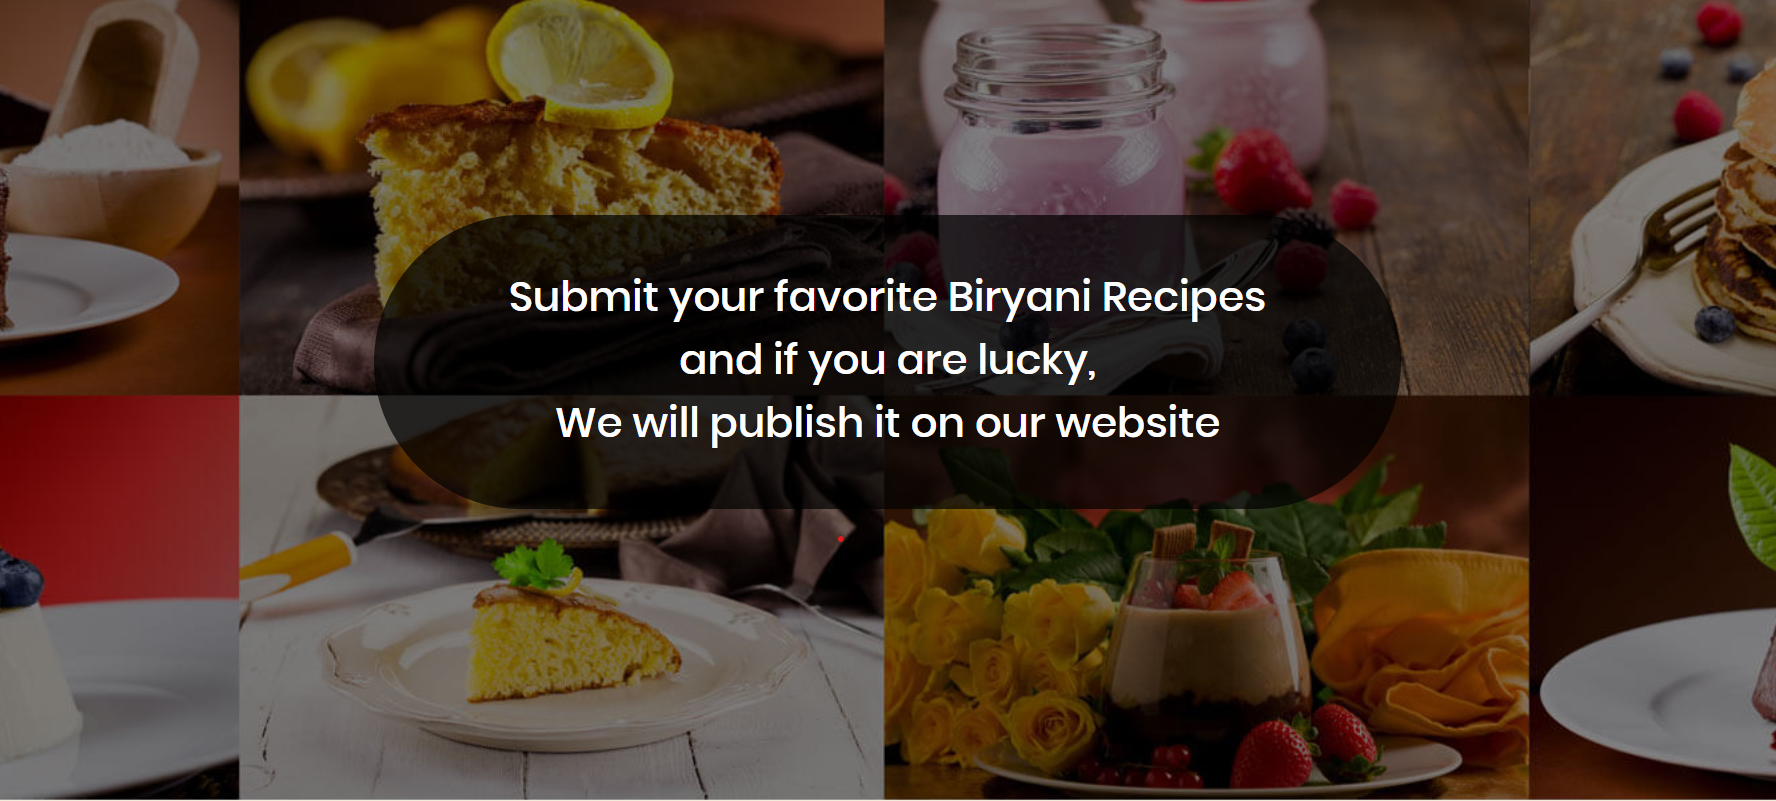 Submit your favorite Biryani Recipes
and if you are lucky,
We will publish it on our website